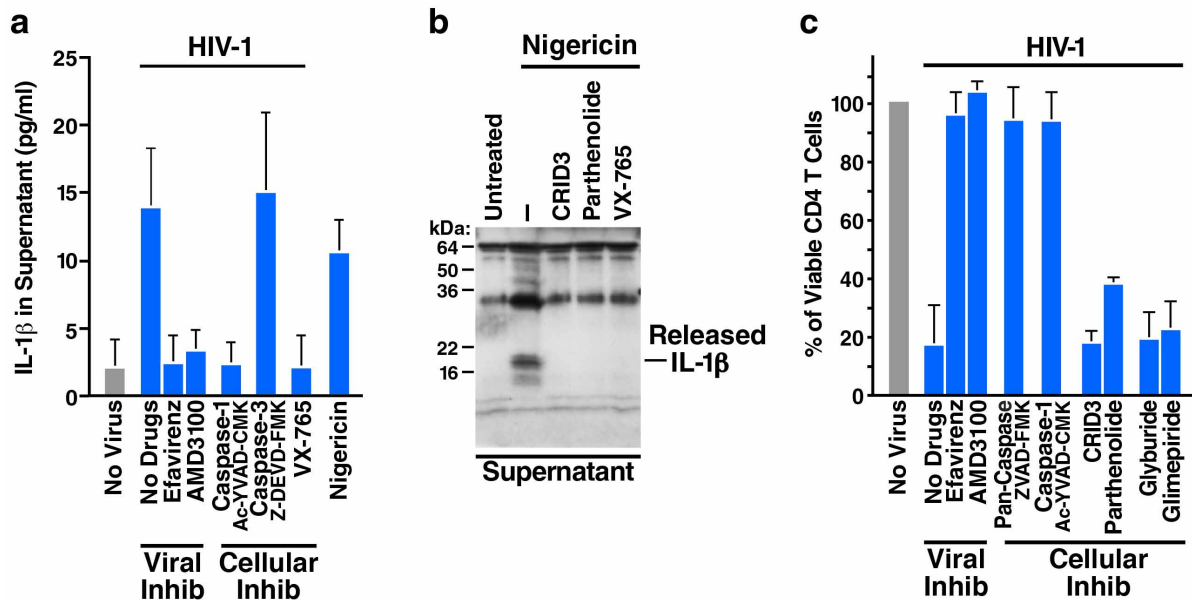 a
HIV-1
IL-1β in Supernatant (pg/ml)
25
20
15
10
5
0
No Virus
No Drugs
Efavirenz
AMD3100
Caspase-1
Ac-YVAD-CMK
Caspase-3
Z-DEVD-FMK
VX-765
Nigericin
Viral
Inhib
Cellular
Inhib
b
Nigericin
Untreated
–
CRID3
Parthenolide
VX-765
kDa:
64
50
36
22
16
Released
IL-1β
Supernatant
c
HIV-1
% of Viable CD4 T Cells
100
80
60
40
20
0
No Virus
No Drugs
Efavirenz
AMD3100
Pan-Caspase
ZVAD-FMK
Caspase-1
Ac-YVAD-CMK
CRID3
Parthenolide
Glyburide
Glimepiride
Viral
Inhib
Cellular
Inhib